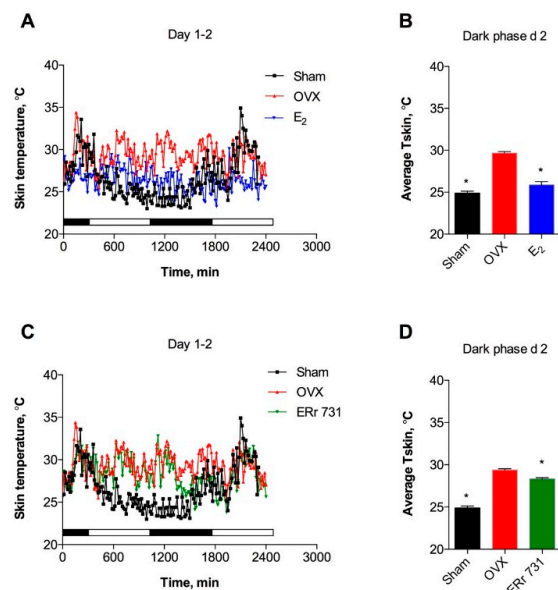 A
Day 1-2
Sham
OVX
E2
Skin temperature, °C
40
35
30
25
20
0 600 1200 1800 2400 3000
Time, min
B
Dark phase d 2
Average Tskin, °C
40
35
30
25
20
* *
Sham OVX E2
C
Day 1-2
Sham
OVX
ERr 731
Skin temperature, °C
40
35
30
25
20
0 600 1200 1800 2400 3000
Time, min
D
Dark phase d 2
Average Tskin, °C
40
35
30
25
20
* *
Sham OVX ERr 731